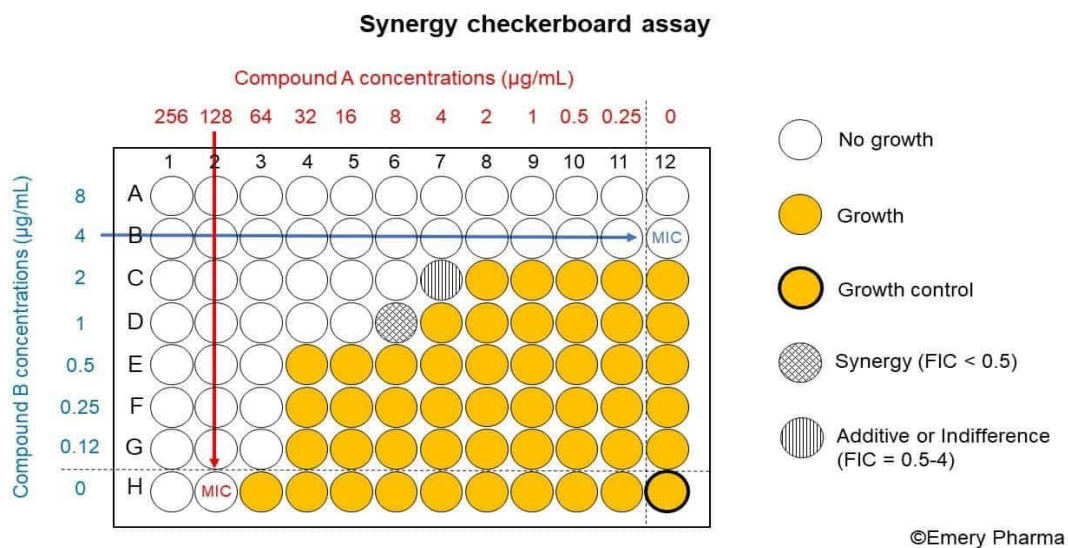 Synergy checkerboard assay
Compound A concentrations (µg/mL)
256 128 64 32 16 8 4 2 1 0.5 0.25 0
1 2 3 4 5 6 7 8 9 10 11 12
Compound B concentrations (µg/mL)
8 A
4 B MIC
2 C
1 D
0.5 E
0.25 F
0.12 G
0 H MIC
No growth
Growth
Growth control
Synergy (FIC < 0.5)
Additive or Indifference
(FIC = 0.5-4)
©Emery Pharma